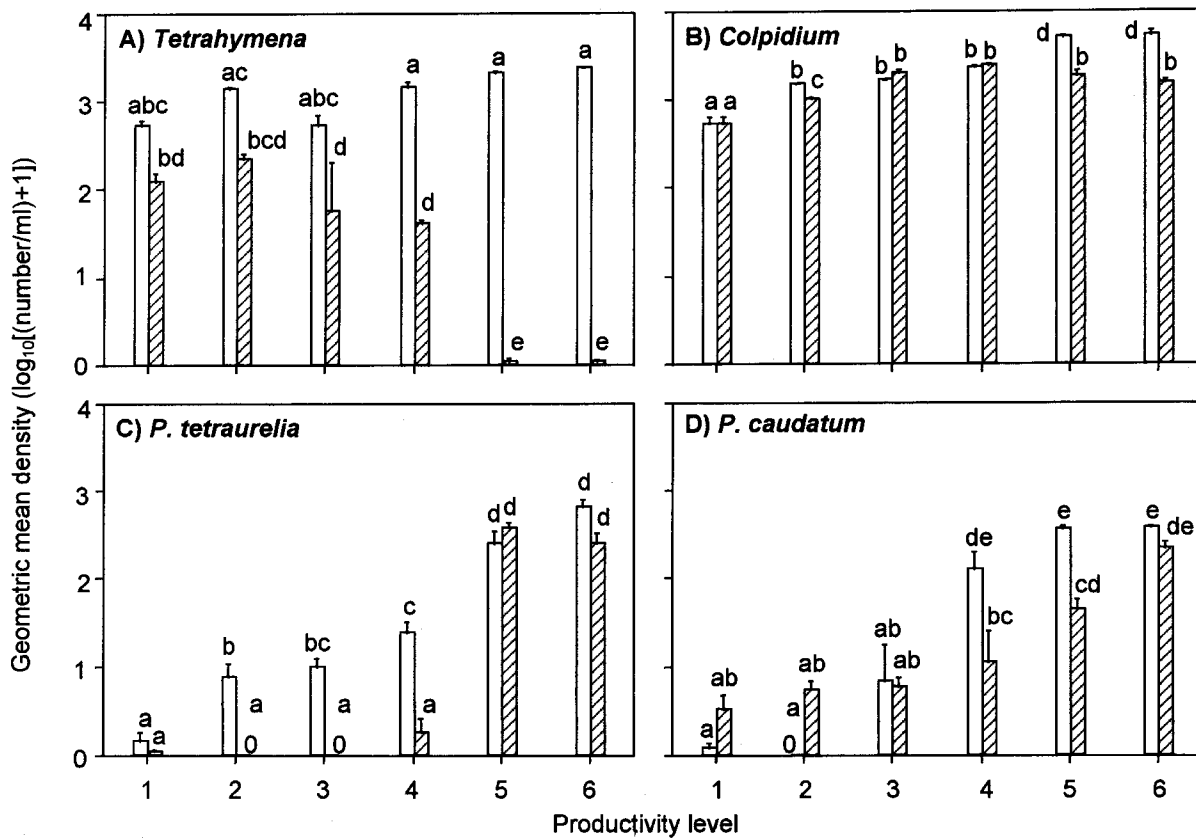 Geometric mean density (log10[(number/ml)+1])
4
3
2
1
0
A) Tetrahymena
abc
bd
ac
bcd
abc
d
a
d
a
e
a
e
B) Colpidium
a a
b
c
b
b
b b
d
b
d
b
4
3
2
1
0
C) P. tetraurelia
a
a
b
a
0
bc
a
0
c
a
d d
d
d
1 2 3 4 5 6
D) P. caudatum
a
ab
a
0
ab
ab
ab
de
bc
e
cd
e
de
1 2 3 4 5 6
Productivity level